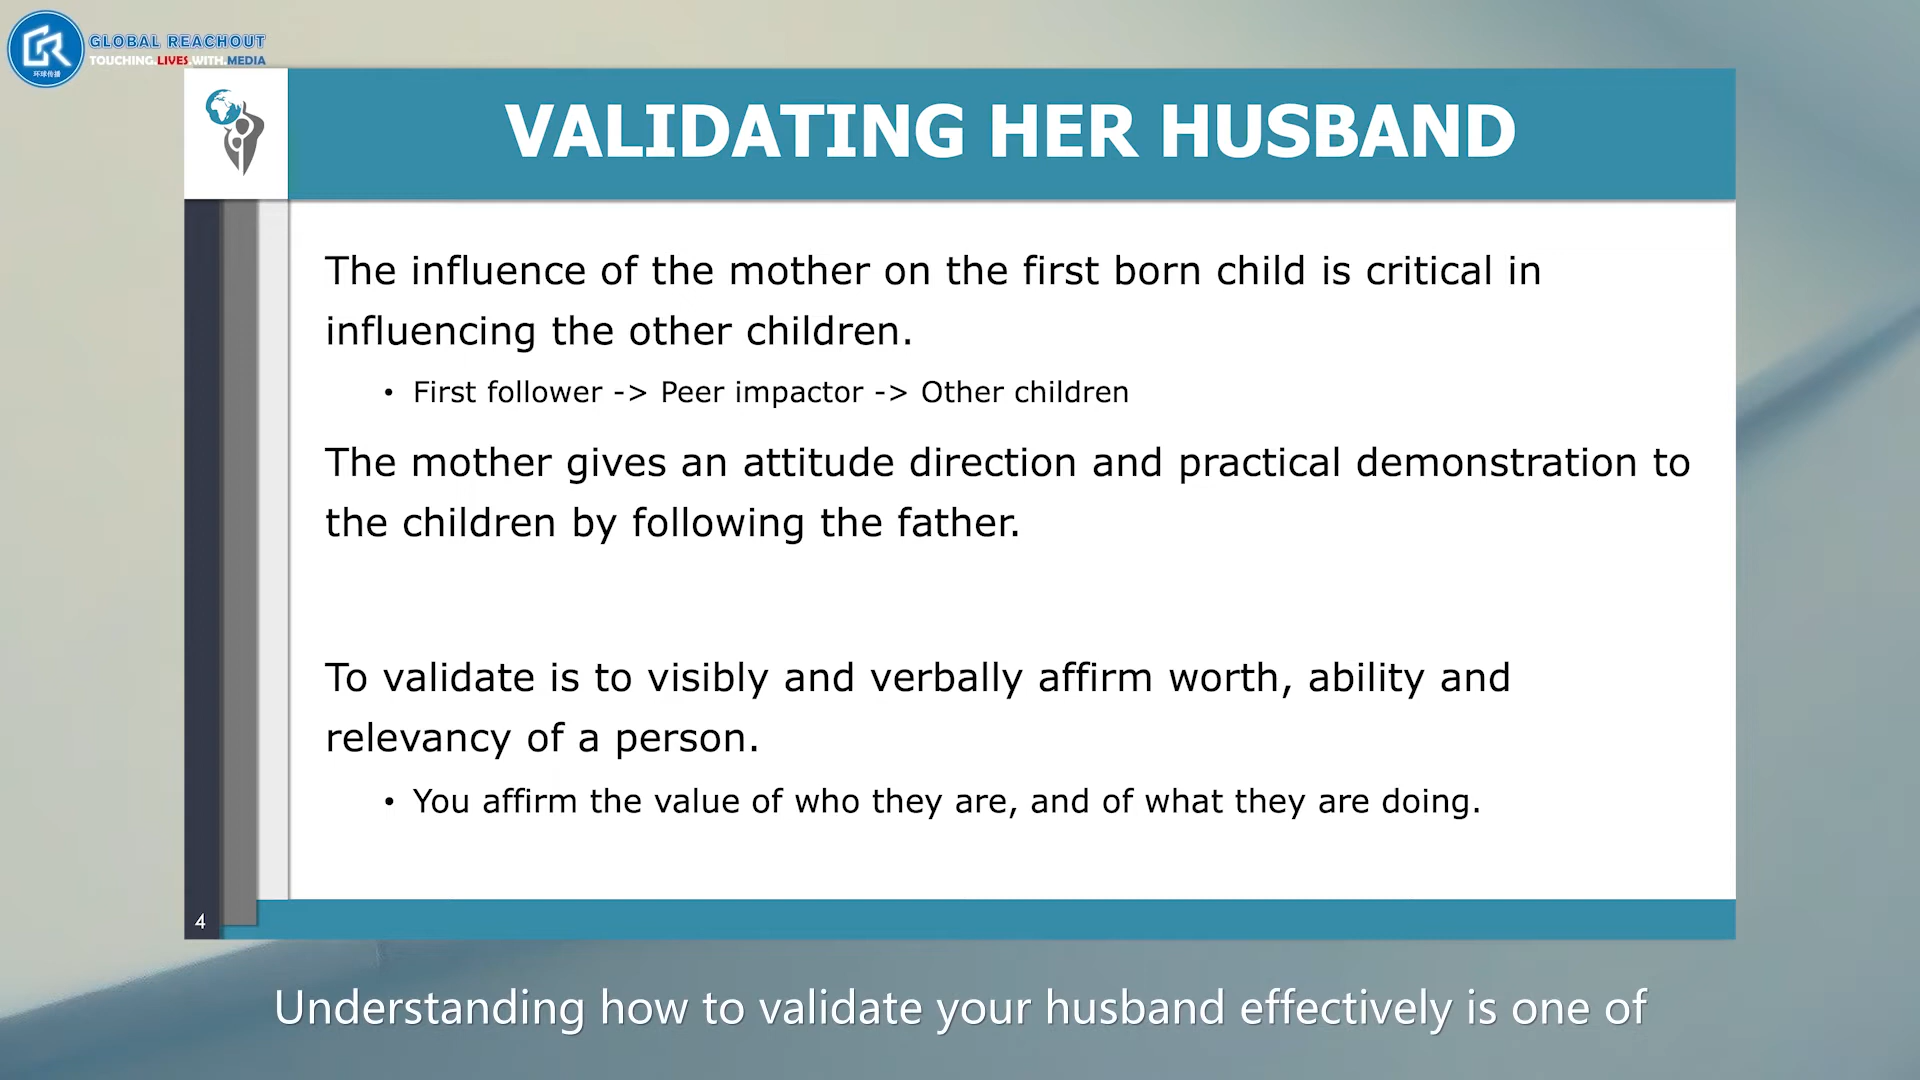 GLOBAL REACHOUT
TOUCHING.LIVES.WITH.MEDIA
环球传播
VALIDATING HER HUSBAND
The influence of the mother on the first born child is critical in
influencing the other children.
• First follower -> Peer impactor -> Other children
The mother gives an attitude direction and practical demonstration to
the children by following the father.
To validate is to visibly and verbally affirm worth, ability and
relevancy of a person.
• You affirm the value of who they are, and of what they are doing.
4
Understanding how to validate your husband effectively is one of